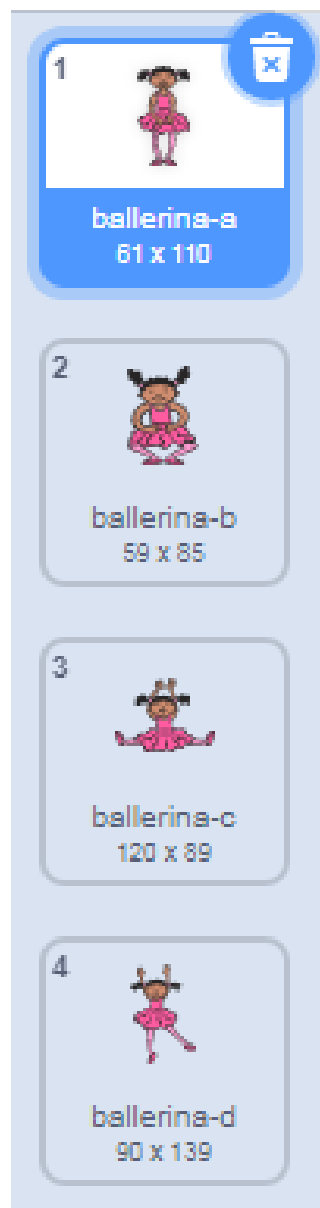 1
ballerina-a
61 x 110
2
ballerina-b
59 x 85
3
ballerina-c
120 x 89
4
ballerina-d
90 x 139